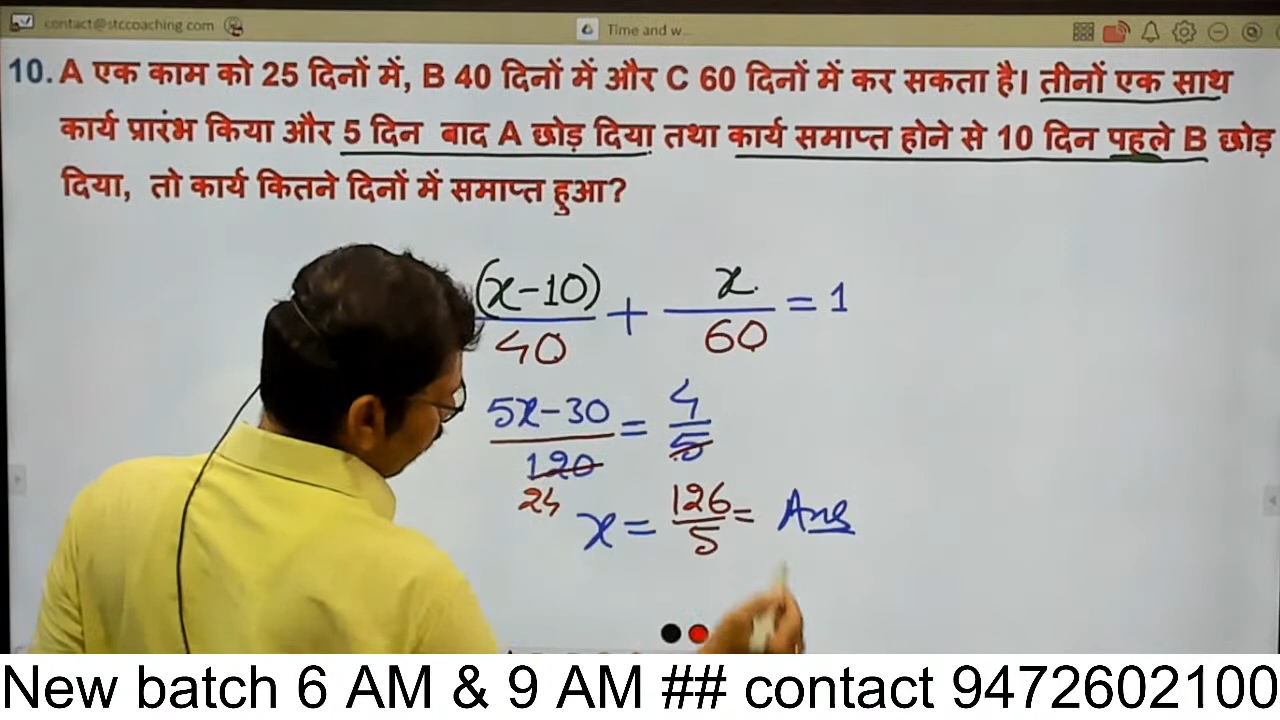 contact@stccoaching.com
Time and w...
10. A एक काम को 25 दिनों में, B 40 दिनों में और C 60 दिनों में कर सकता है। तीनों एक साथ
कार्य प्रारंभ किया और 5 दिन बाद A छोड़ दिया तथा कार्य समाप्त होने से 10 दिन पहले B छोड़
दिया, तो कार्य कितने दिनों में समाप्त हुआ?
(x-10)/40 + x/60 = 1
5x-30/120 = 4/5
24
x = 126/5 = Ans
New batch 6 AM & 9 AM ## contact 9472602100